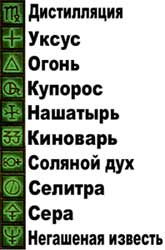 Дистилляция
Уксус
Огонь
Купорос
Нашатырь
Киноварь
Соляной дух
Селитра
Сера
Негашеная известь